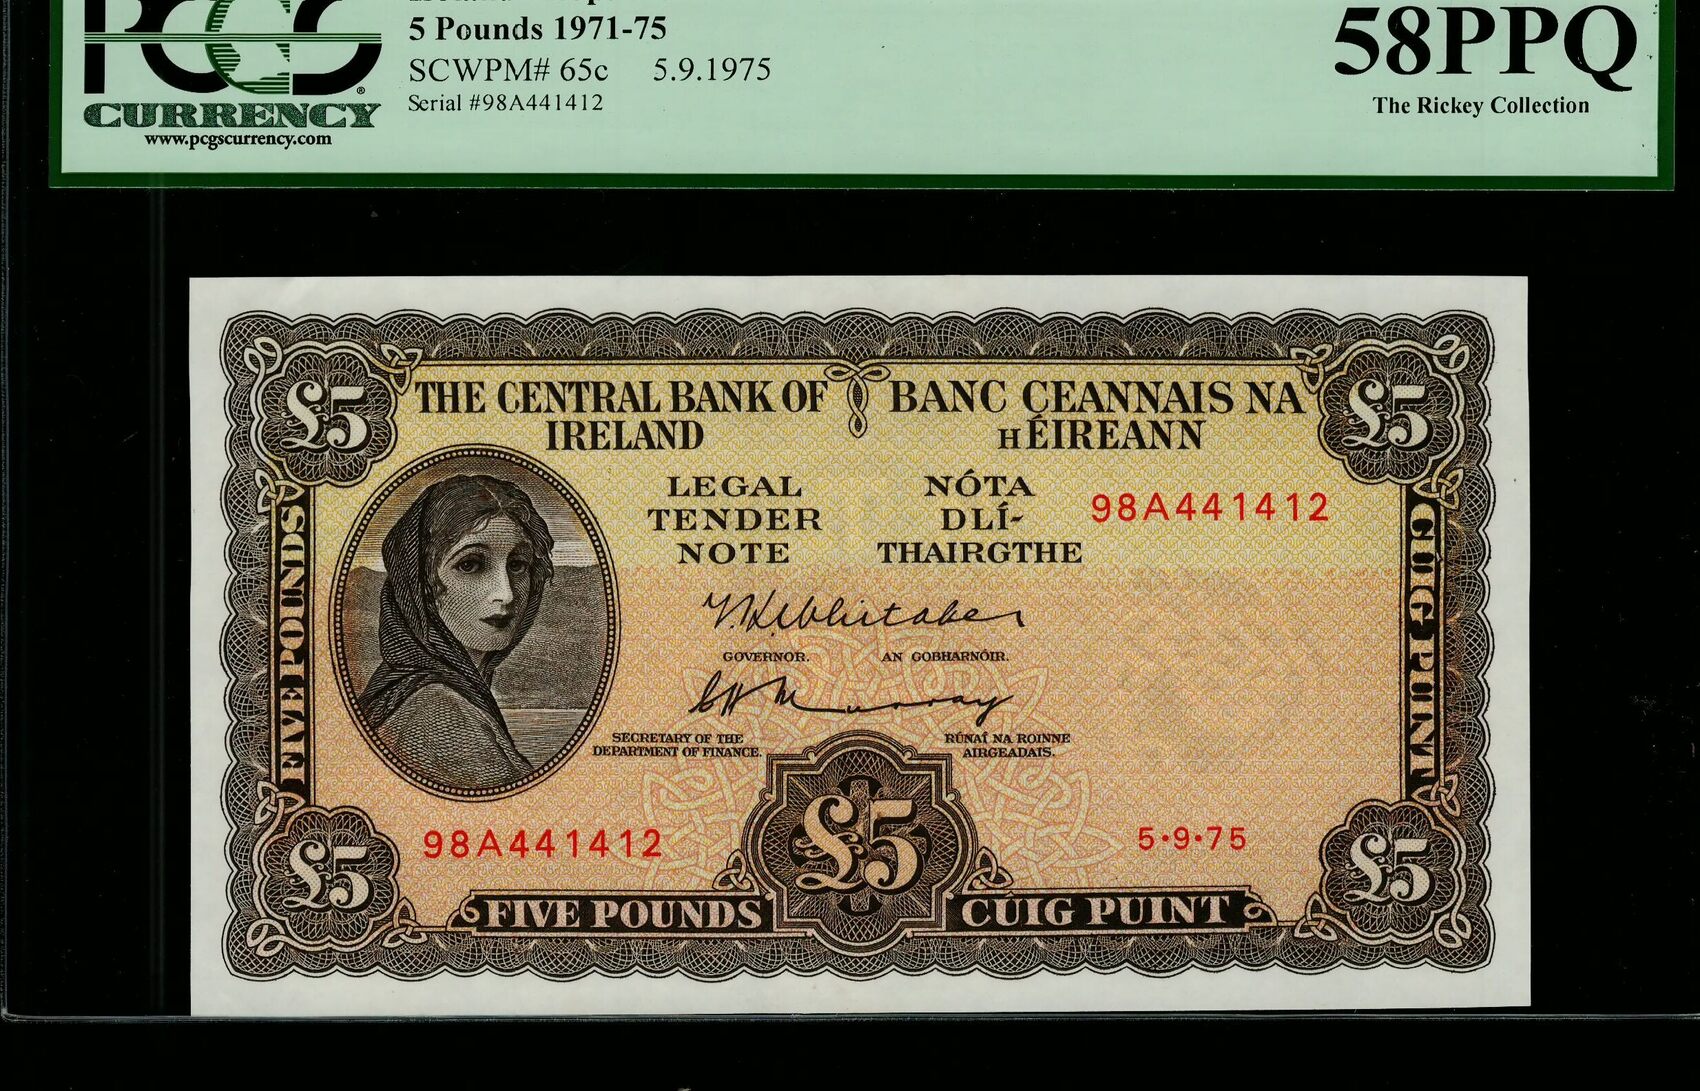 PCGS
CURRENCY
www.pcgscurrency.com
5 Pounds 1971-75
SCWPM# 65c 5.9.1975
Serial #98A441412
58PPQ
The Rickey Collection
£5
£5
THE CENTRAL BANK OF
IRELAND
BANC CEANNAIS NA
hÉIREANN
LEGAL
TENDER
NOTE
NÓTA
DLÍ-
THAIRGTHE
98A441412
FIVE POUNDS
CÚIG PUINT
T.K. Whitaker
GOVERNOR. AN GOBHARNÓIR.
C H Murray
SECRETARY OF THE
DEPARTMENT OF FINANCE.
RÚNAÍ NA ROINNE
AIRGEADAIS.
98A441412
£5
5·9·75
£5
£5
FIVE POUNDS
CÚIG PUINT